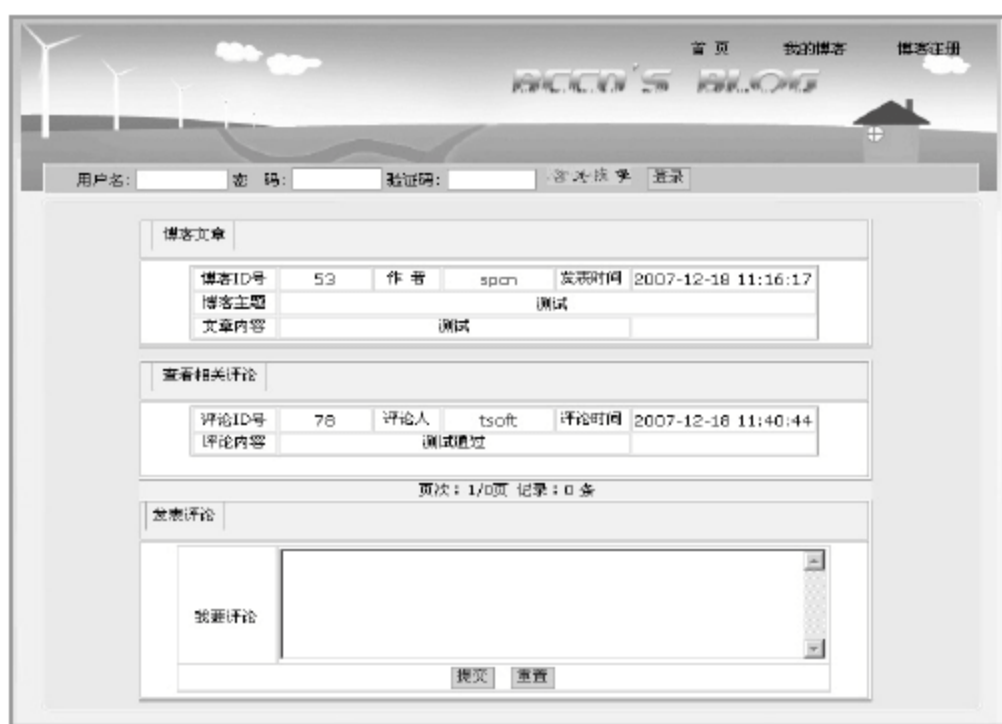 首 页 我的博客 博客注册
BCCD'S BLOG
用户名: 密 码: 验证码: 登录
博客文章
博客ID号 53 作 者 spcn 发表时间 2007-12-18 11:16:17
博客主题 测试
文章内容 测试
查看相关评论
评论ID号 78 评论人 tsoft 评论时间 2007-12-18 11:40:44
评论内容 测试通过
页次：1/0页 记录：0 条
发表评论
我要评论
提交 重置